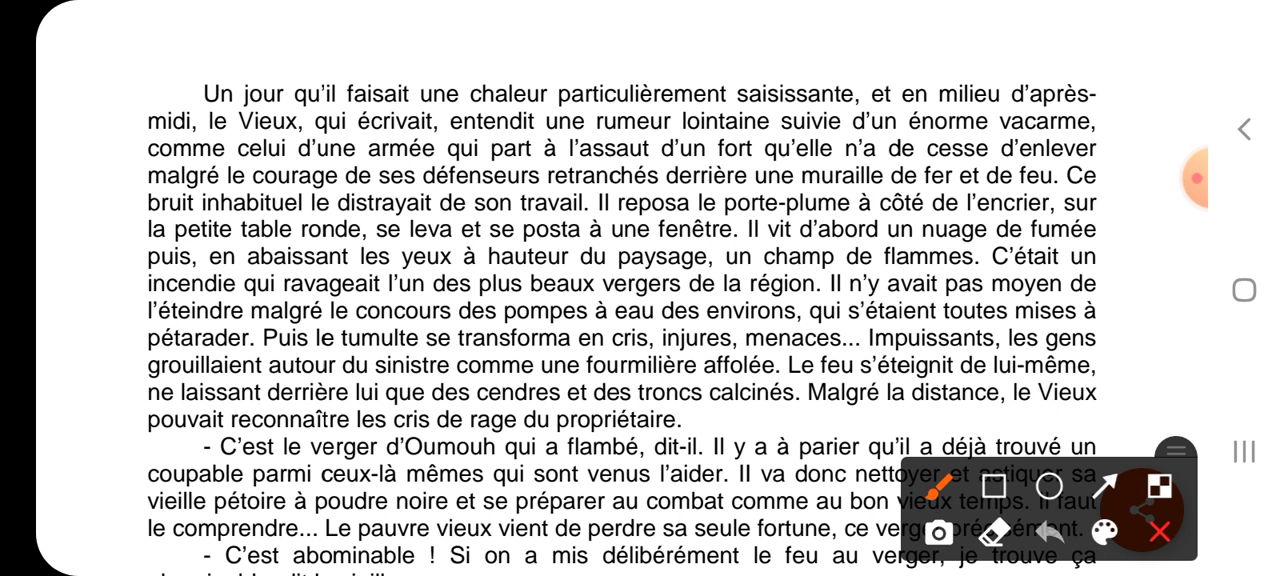 Un jour qu’il faisait une chaleur particulièrement saisissante, et en milieu d’après-
midi, le Vieux, qui écrivait, entendit une rumeur lointaine suivie d’un énorme vacarme,
comme celui d’une armée qui part à l’assaut d’un fort qu’elle n’a de cesse d’enlever
malgré le courage de ses défenseurs retranchés derrière une muraille de fer et de feu. Ce
bruit inhabituel le distrayait de son travail. Il reposa le porte-plume à côté de l’encrier, sur
la petite table ronde, se leva et se posta à une fenêtre. Il vit d’abord un nuage de fumée
puis, en abaissant les yeux à hauteur du paysage, un champ de flammes. C’était un
incendie qui ravageait l’un des plus beaux vergers de la région. Il n’y avait pas moyen de
l’éteindre malgré le concours des pompes à eau des environs, qui s’étaient toutes mises à
pétarader. Puis le tumulte se transforma en cris, injures, menaces... Impuissants, les gens
grouillaient autour du sinistre comme une fourmilière affolée. Le feu s’éteignit de lui-même,
ne laissant derrière lui que des cendres et des troncs calcinés. Malgré la distance, le Vieux
pouvait reconnaître les cris de rage du propriétaire.
- C’est le verger d’Oumouh qui a flambé, dit-il. Il y a à parier qu’il a déjà trouvé un
coupable parmi ceux-là mêmes qui sont venus l’aider. Il va donc nettoyer et astiquer sa
vieille pétoire à poudre noire et se préparer au combat comme au bon vieux temps. Il faut
le comprendre... Le pauvre vieux vient de perdre sa seule fortune, ce verger précisément.
- C’est abominable ! Si on a mis délibérément le feu au verger, je trouve ça